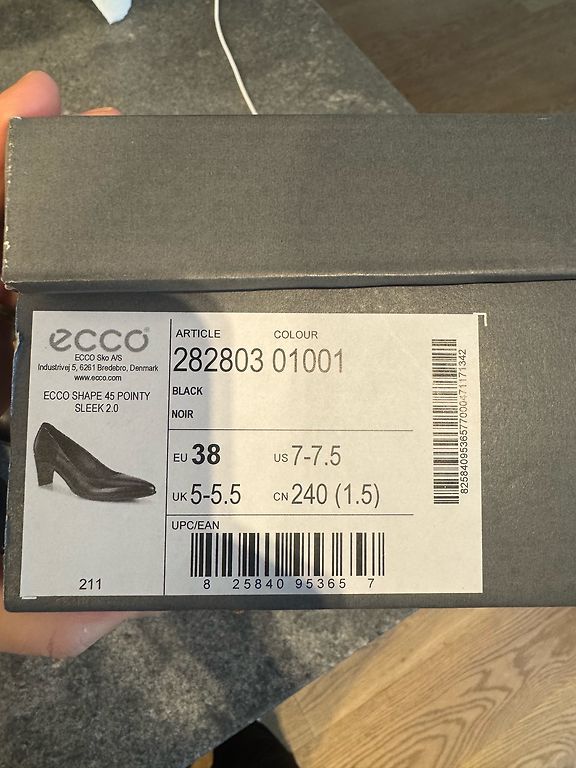 ecco®
ECCO Sko A/S
Industrivej 5, 6261 Bredebro, Denmark
www.ecco.com
ECCO SHAPE 45 POINTY
SLEEK 2.0
211
ARTICLE COLOUR
282803 01001
BLACK
NOIR
EU 38 US 7-7.5
UK 5-5.5 CN 240 (1.5)
UPC/EAN
8 25840 95365 7
8258409536577000471171342